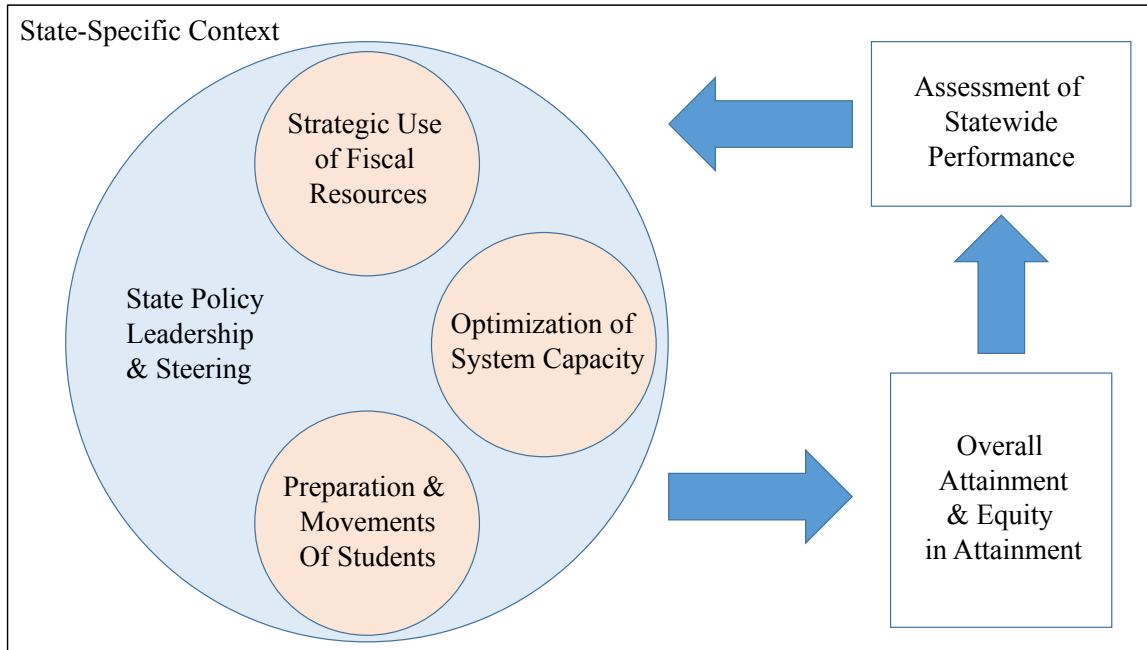 State-Specific Context
Strategic Use
of Fiscal
Resources
State Policy
Leadership
& Steering
Optimization of
System Capacity
Preparation &
Movements
Of Students
Assessment of
Statewide
Performance
Overall
Attainment
& Equity
in Attainment